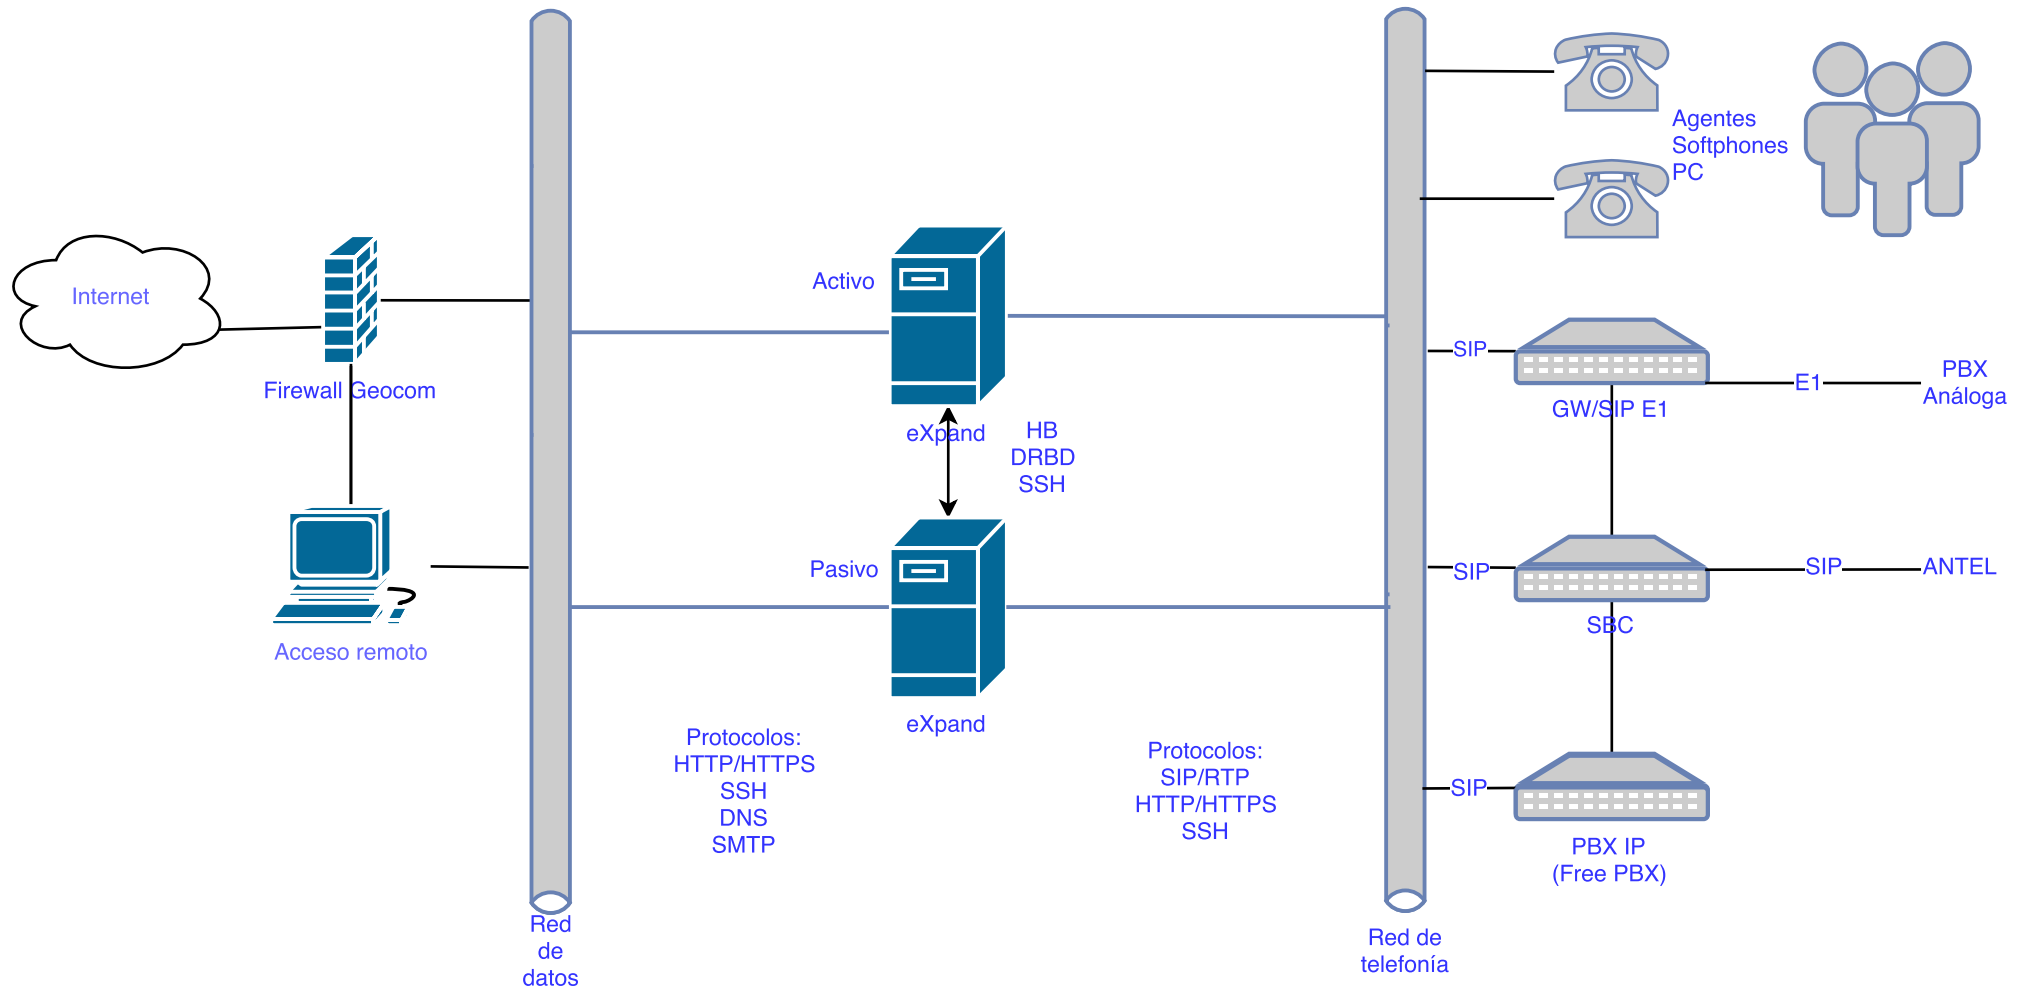 Internet
Firewall Geocom
Acceso remoto
Red
de
datos
Activo
eXpand
HB
DRBD
SSH
Pasivo
eXpand
Protocolos:
HTTP/HTTPS
SSH
DNS
SMTP
Protocolos:
SIP/RTP
HTTP/HTTPS
SSH
Red de
telefonía
Agentes
Softphones
PC
SIP
GW/SIP E1
E1
PBX
Análoga
SIP
SBC
SIP
ANTEL
SIP
PBX IP
(Free PBX)